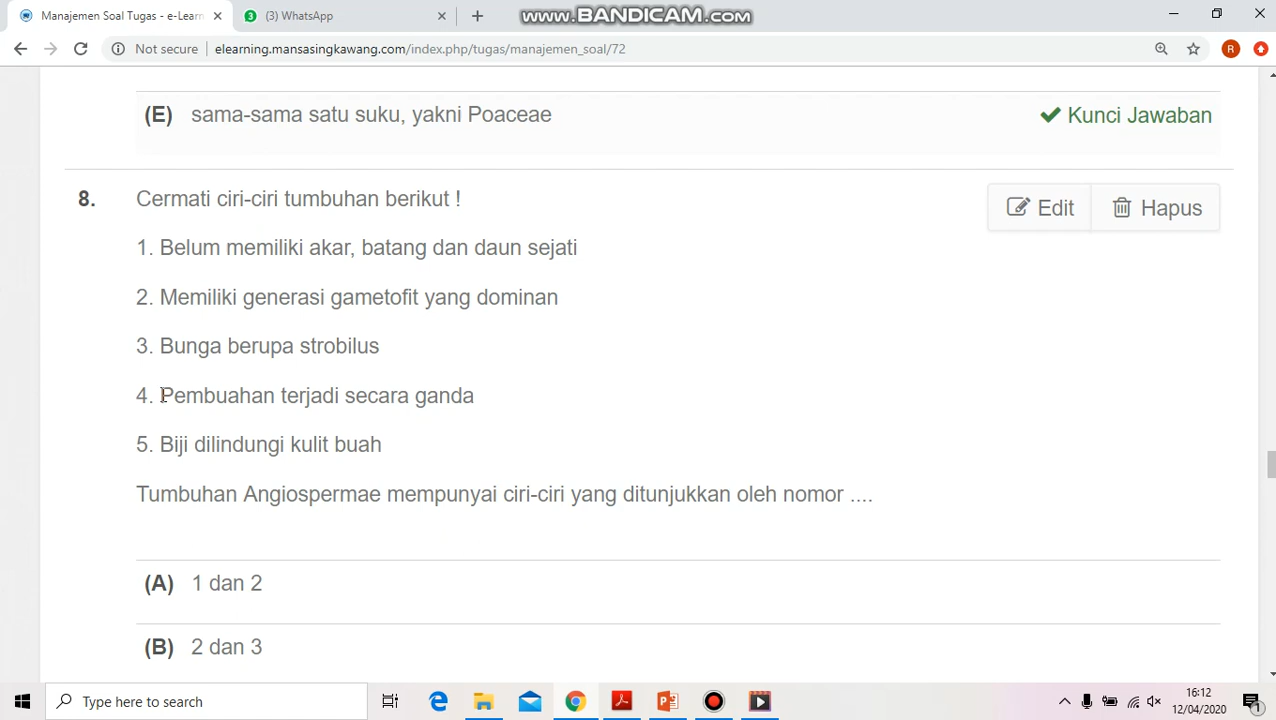 Manajemen Soal Tugas - e-Learn
(3) WhatsApp
www.BANDICAM.com
Not secure
elearning.mansasingkawang.com/index.php/tugas/manajemen_soal/72
R
(E) sama-sama satu suku, yakni Poaceae
Kunci Jawaban
8. Cermati ciri-ciri tumbuhan berikut !
Edit
Hapus
1. Belum memiliki akar, batang dan daun sejati
2. Memiliki generasi gametofit yang dominan
3. Bunga berupa strobilus
4. Pembuahan terjadi secara ganda
5. Biji dilindungi kulit buah
Tumbuhan Angiospermae mempunyai ciri-ciri yang ditunjukkan oleh nomor ....
(A) 1 dan 2
(B) 2 dan 3
Type here to search
16:12
12/04/2020